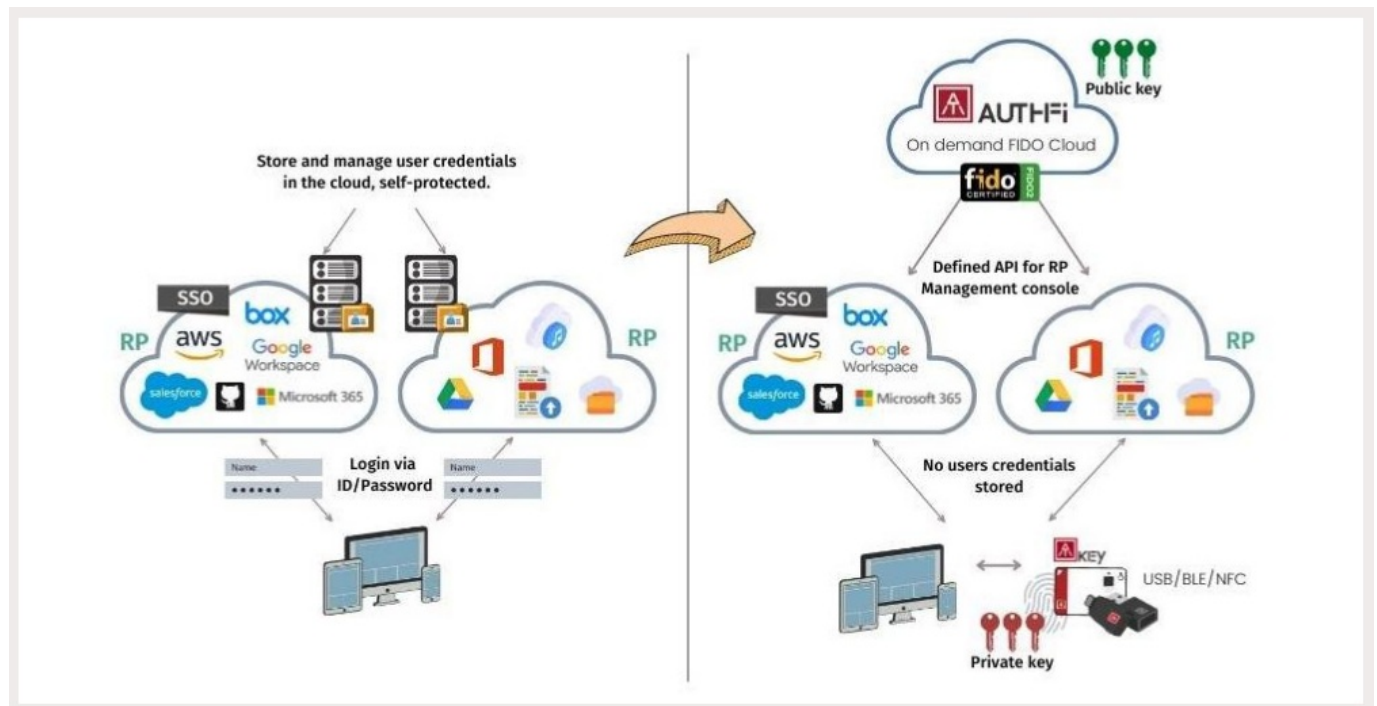 Store and manage user credentials
in the cloud, self-protected.
SSO
box
RP
aws
Google
Workspace
salesforce
Microsoft 365
RP
Name
••••••
Login via
ID/Password
Name
••••••
Public key
AUTHFi
On demand FIDO Cloud
fido
CERTIFIED
FIDO2
Defined API for RP
Management console
SSO
box
RP
aws
Google
Workspace
salesforce
Microsoft 365
RP
No users credentials
stored
KEY
USB/BLE/NFC
Private key